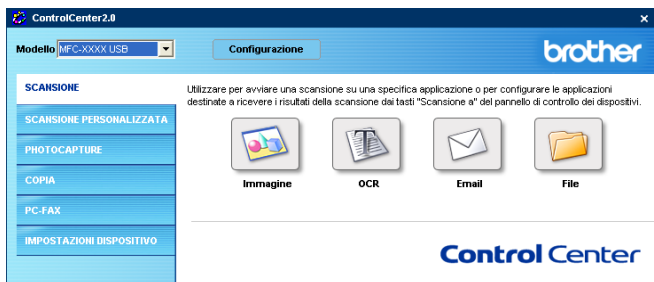 ControlCenter2.0
Modello MFC-XXXX USB Configurazione brother
SCANSIONE
SCANSIONE PERSONALIZZATA
PHOTOCAPTURE
COPIA
PC-FAX
IMPOSTAZIONI DISPOSITIVO
Utilizzare per avviare una scansione su una specifica applicazione o per configurare le applicazioni
destinate a ricevere i risultati della scansione dai tasti "Scansione a" del pannello di controllo dei dispositivi.
Immagine OCR Email File
Control Center